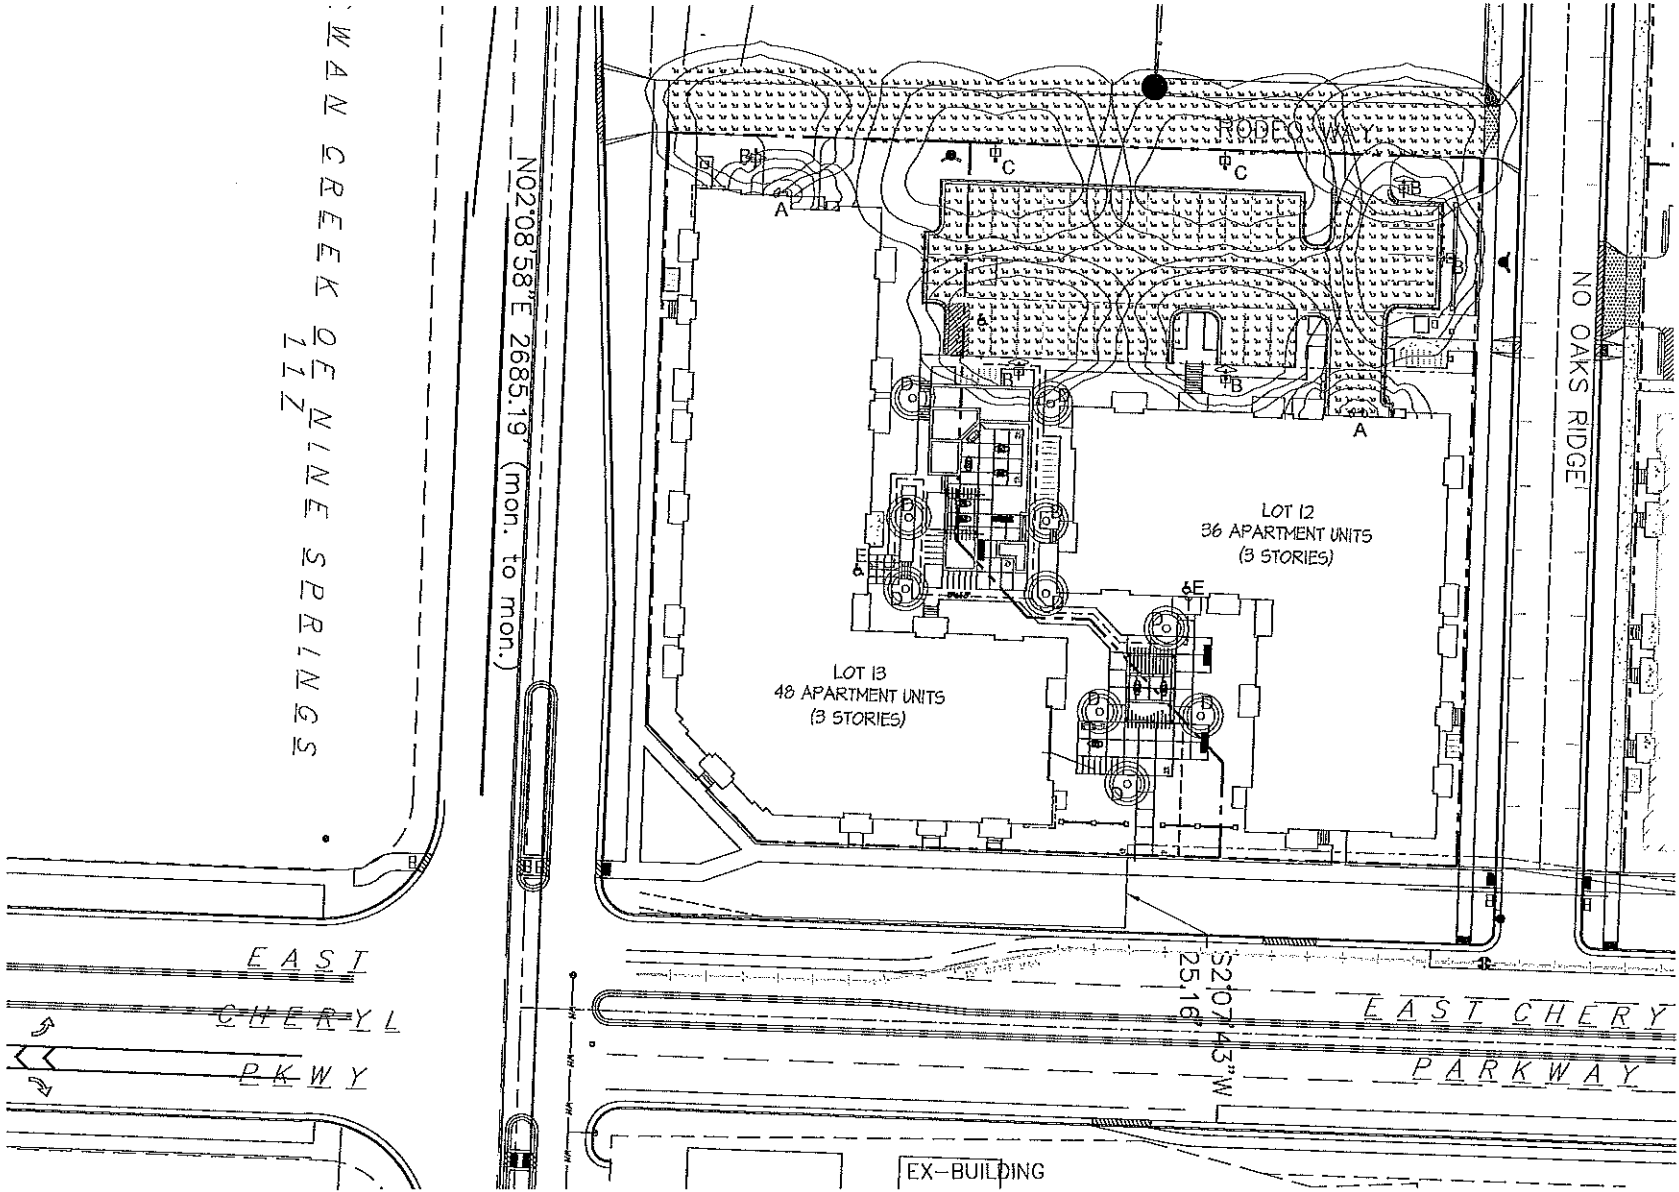 SWAN CREEK OF NINE SPRINGS
117
N02°08'58"E 2685.19' (mon. to mon.)
RODEO WAY
B
C
C
B
A
B
NO OAKS RIDGE
B
B
A
D
D
LOT 12
36 APARTMENT UNITS
(3 STORIES)
D
D
E
E
D
D
D
LOT 13
48 APARTMENT UNITS
(3 STORIES)
D
D
D
EAST
CHERYL
PKWY
S2°07'43"W
25.16'
EAST CHERY
PARKWAY
EX-BUILDING